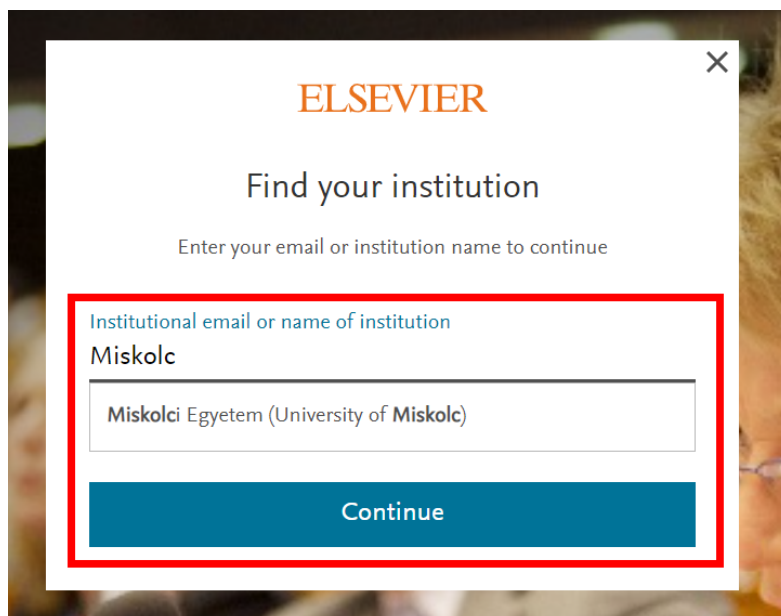 ELSEVIER
Find your institution
Enter your email or institution name to continue
Institutional email or name of institution
Miskolc
Miskolci Egyetem (University of Miskolc)
Continue